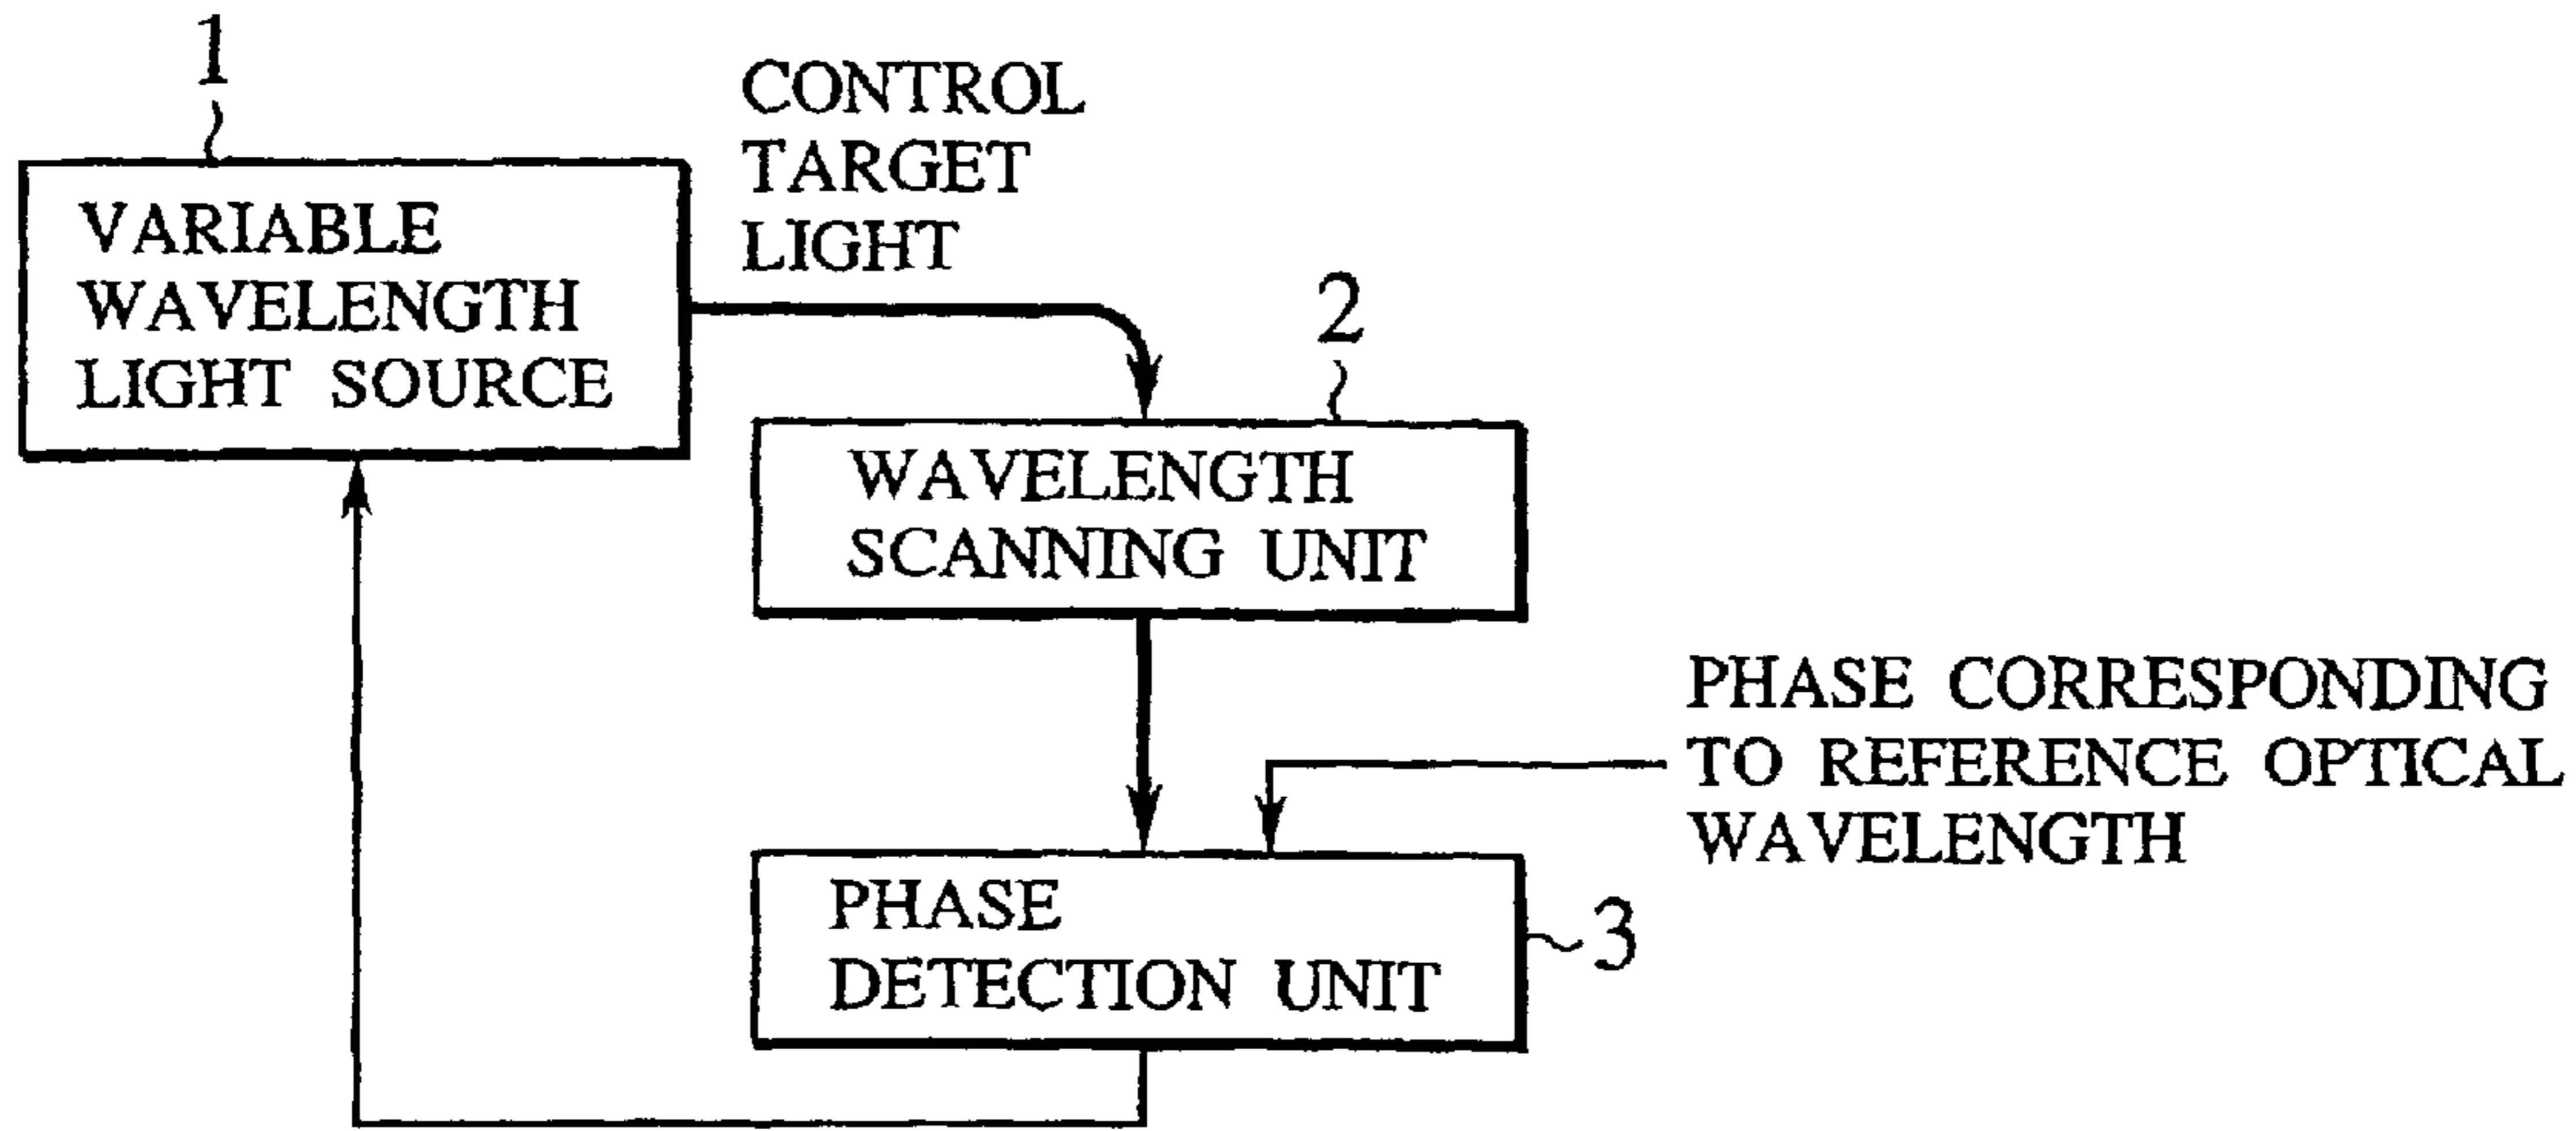 1
VARIABLE
WAVELENGTH
LIGHT SOURCE
CONTROL
TARGET
LIGHT
2
WAVELENGTH
SCANNING UNIT
PHASE CORRESPONDING
TO REFERENCE OPTICAL
WAVELENGTH
PHASE
DETECTION UNIT
3